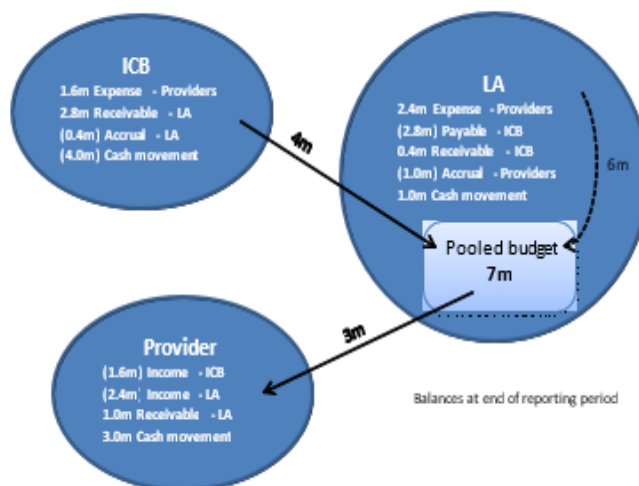 ICB
1.6m Expense - Providers
2.8m Receivable - LA
(0.4m) Accrual - LA
(4.0m) Cash movement
4m
LA
2.4m Expense - Providers
(2.8m) Payable - ICB
0.4m Receivable - ICB
(1.0m) Accrual - Providers
1.0m Cash movement
6m
Pooled budget
7m
3m
Provider
(1.6m) Income - ICB
(2.4m) Income - LA
1.0m Receivable - LA
3.0m Cash movement
Balances at end of reporting period